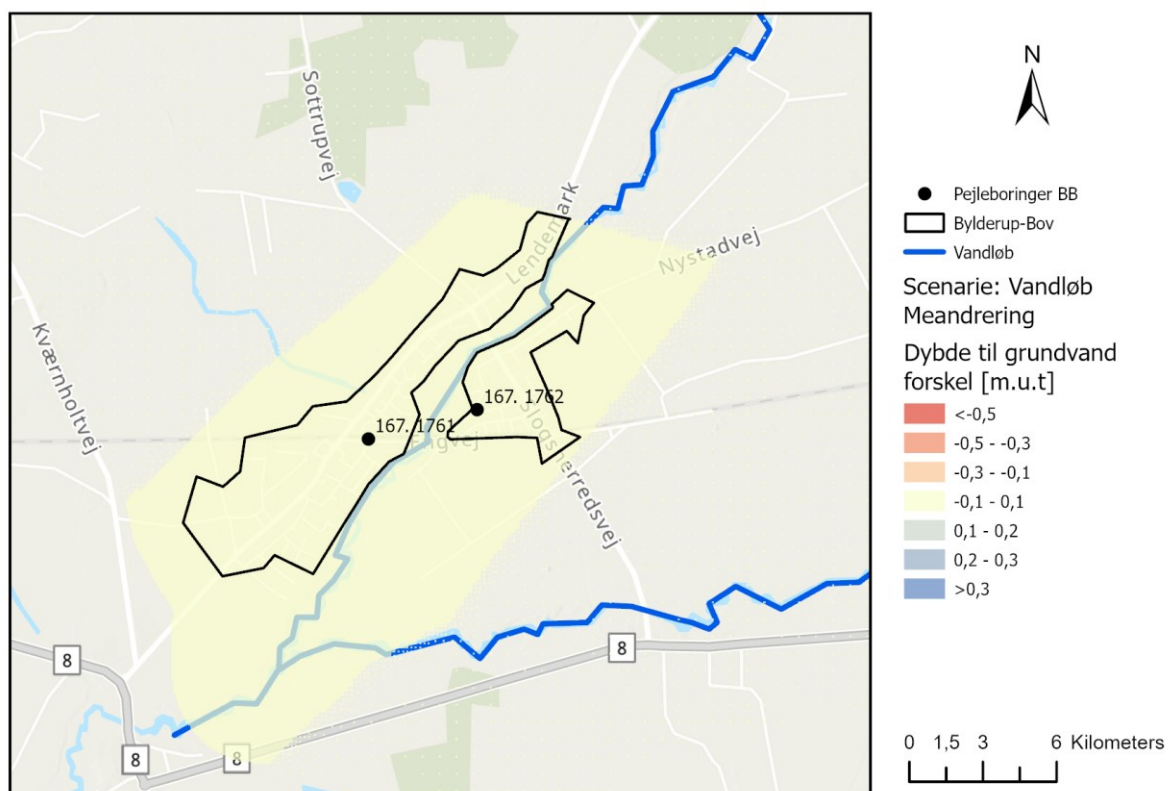 Sottrupvej
Lendemark
Nystadvej
Kværnholtvej
167. 1762
167. 1761
Engvej
Slogsherredsvej
8
8
8
8
N
Pejleboringer BB
Bylderup-Bov
Vandløb
Scenarie: Vandløb
Meandrering
Dybde til grundvand
forskel [m.u.t]
<-0,5
-0,5 - -0,3
-0,3 - -0,1
-0,1 - 0,1
0,1 - 0,2
0,2 - 0,3
>0,3
0 1,5 3 6 Kilometers